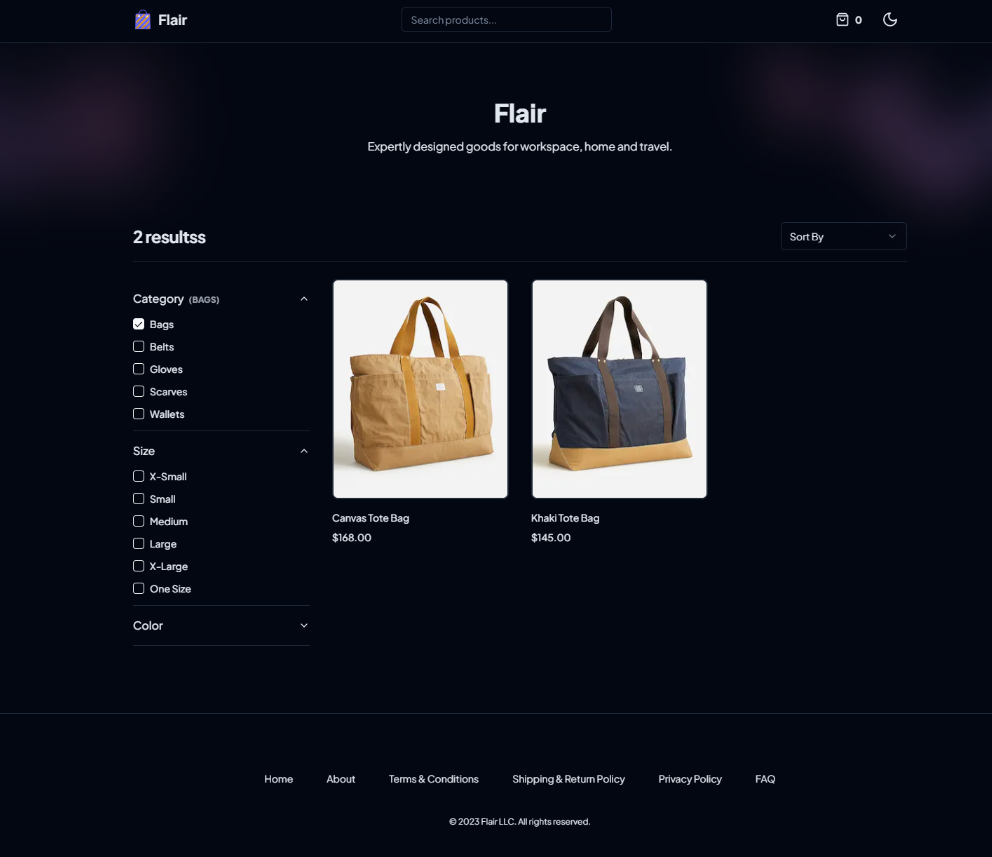 Flair
Search products...
0
Flair
Expertly designed goods for workspace, home and travel.
2 resultss
Sort By
Category (BAGS)
Bags
Belts
Gloves
Scarves
Wallets
Size
X-Small
Small
Medium
Large
X-Large
One Size
Color
Canvas Tote Bag
$168.00
Khaki Tote Bag
$145.00
Home About Terms & Conditions Shipping & Return Policy Privacy Policy FAQ
© 2023 Flair LLC. All rights reserved.